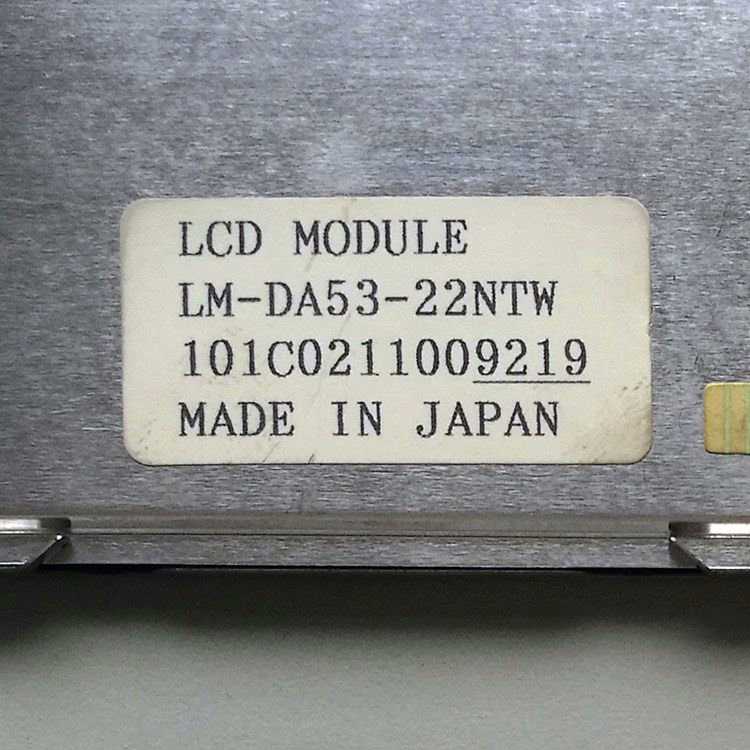 LCD MODULE
LM-DA53-22NTW
101C0211009219
MADE IN JAPAN